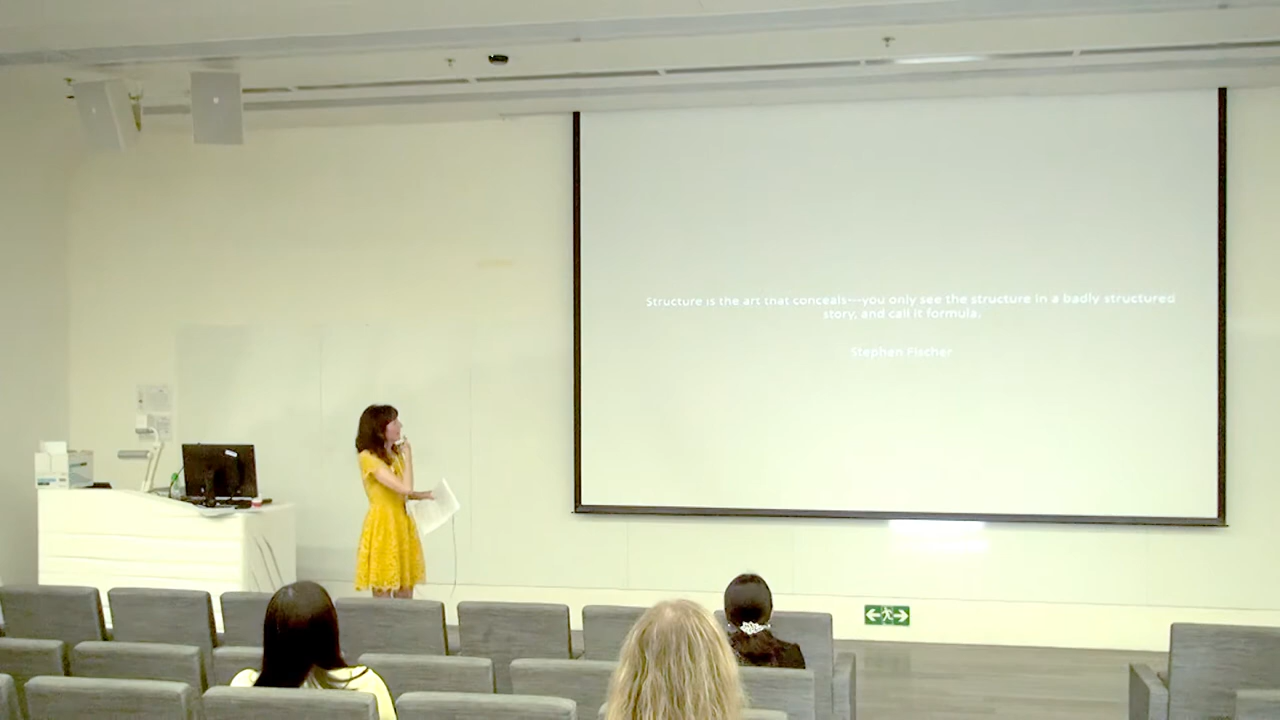 Structure is the art that conceals—you only see the structure in a badly structured
story, and call it formula.
Stephen Fischer